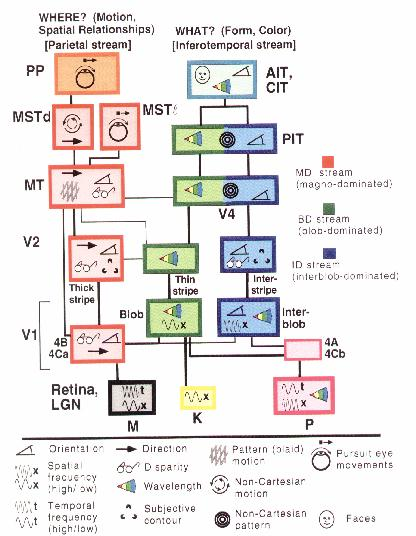 WHERE? (Motion,
Spatial Relationships)
[Parietal stream]
WHAT? (Form, Color)
[Inferotemporal stream]
PP
AIT,
CIT
MSTd
MSTℓ
PIT
MT
V4
MD stream
(magno-dominated)
BD stream
(blob-dominated)
ID stream
(interblob-dominated)
V2
Thick
stripe
Thin
stripe
Inter-
stripe
V1
Blob
Inter-
blob
4B
4Ca
4A
4Cb
Retina,
LGN
t
x
x
x
x
t
x
M
K
P
Orientation
Direction
Pattern (plaid)
motion
Pursuit eye
movements
x
x
Spatial
frequency
(high/low)
Disparity
Wavelength
Non-Cartesian
motion
t
t
Temporal
frequency
(high/low)
Subjective
contour
Non-Cartesian
pattern
Faces